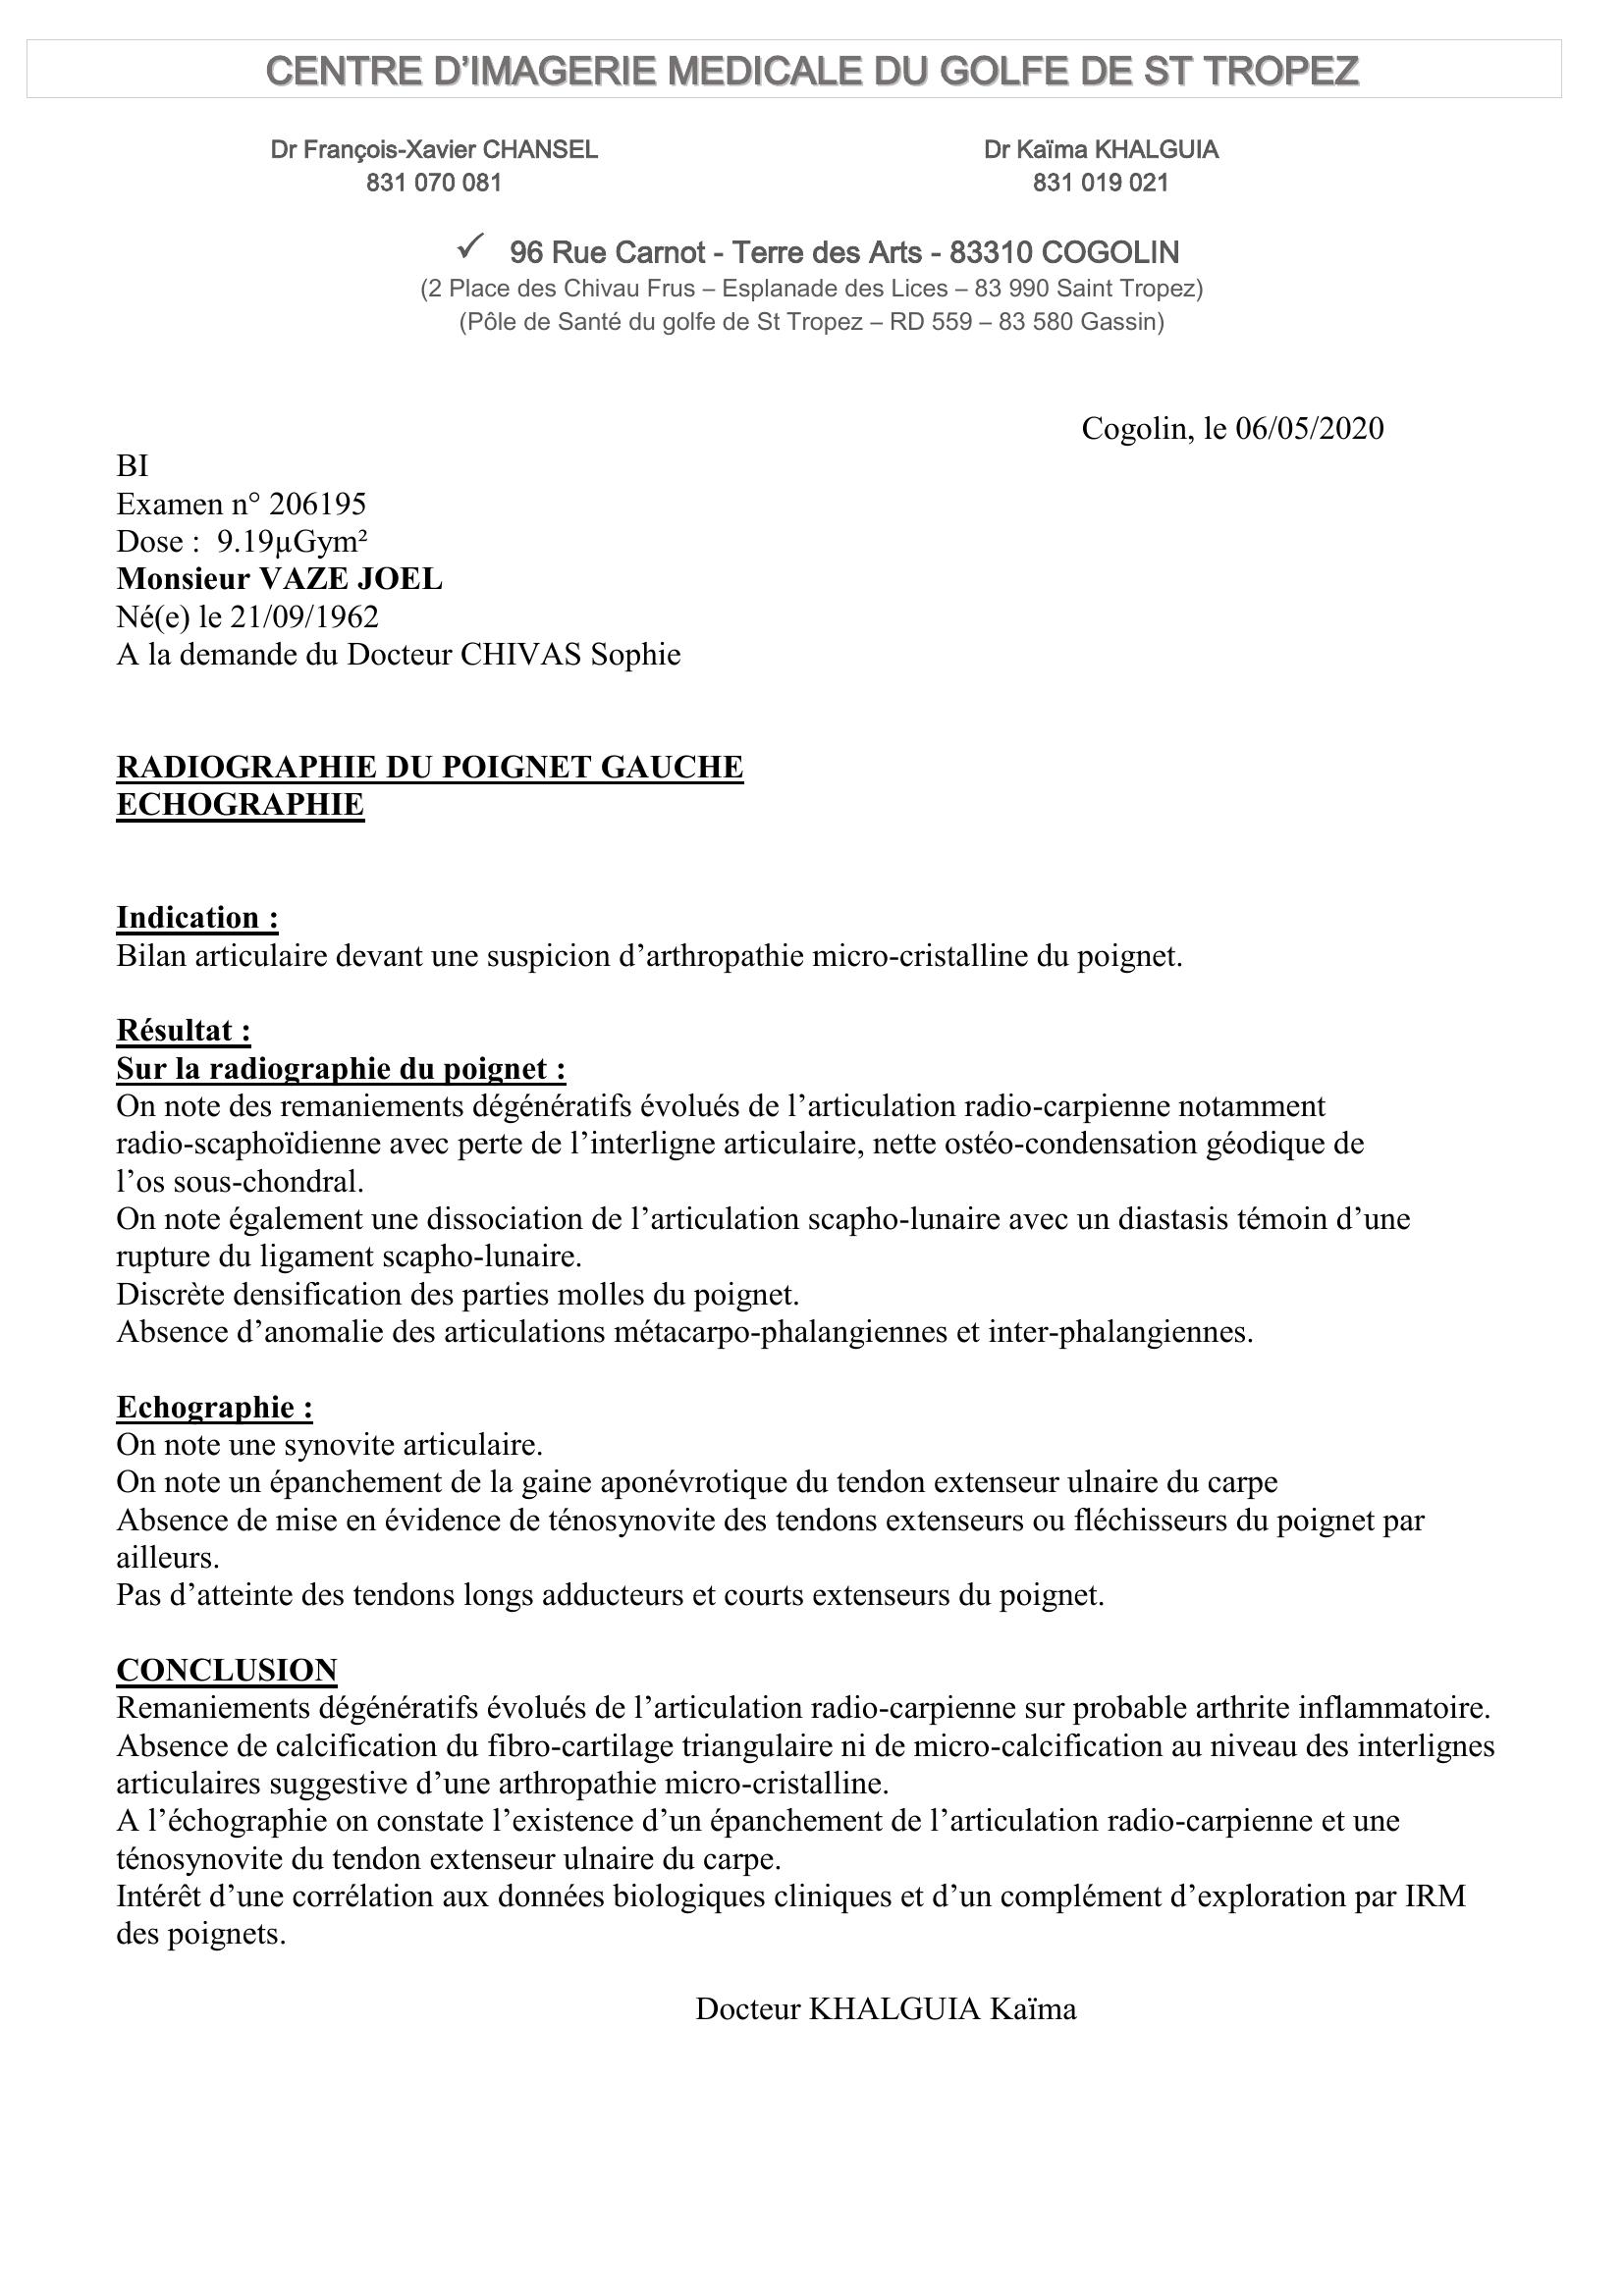 CENTRE D’IMAGERIE MEDICALE DU GOLFE DE ST TROPEZ
Dr François-Xavier CHANSEL
831 070 081
Dr Kaïma KHALGUIA
831 019 021
✓ 96 Rue Carnot - Terre des Arts - 83310 COGOLIN
(2 Place des Chivau Frus – Esplanade des Lices – 83 990 Saint Tropez)
(Pôle de Santé du golfe de St Tropez – RD 559 – 83 580 Gassin)
Cogolin, le 06/05/2020
BI
Examen n° 206195
Dose : 9.19µGym²
Monsieur VAZE JOEL
Né(e) le 21/09/1962
A la demande du Docteur CHIVAS Sophie
RADIOGRAPHIE DU POIGNET GAUCHE
ECHOGRAPHIE
Indication :
Bilan articulaire devant une suspicion d’arthropathie micro-cristalline du poignet.
Résultat :
Sur la radiographie du poignet :
On note des remaniements dégénératifs évolués de l’articulation radio-carpienne notamment
radio-scaphoïdienne avec perte de l’interligne articulaire, nette ostéo-condensation géodique de
l’os sous-chondral.
On note également une dissociation de l’articulation scapho-lunaire avec un diastasis témoin d’une
rupture du ligament scapho-lunaire.
Discrète densification des parties molles du poignet.
Absence d’anomalie des articulations métacarpo-phalangiennes et inter-phalangiennes.
Echographie :
On note une synovite articulaire.
On note un épanchement de la gaine aponévrotique du tendon extenseur ulnaire du carpe
Absence de mise en évidence de ténosynovite des tendons extenseurs ou fléchisseurs du poignet par
ailleurs.
Pas d’atteinte des tendons longs adducteurs et courts extenseurs du poignet.
CONCLUSION
Remaniements dégénératifs évolués de l’articulation radio-carpienne sur probable arthrite inflammatoire.
Absence de calcification du fibro-cartilage triangulaire ni de micro-calcification au niveau des interlignes
articulaires suggestive d’une arthropathie micro-cristalline.
A l’échographie on constate l’existence d’un épanchement de l’articulation radio-carpienne et une
ténosynovite du tendon extenseur ulnaire du carpe.
Intérêt d’une corrélation aux données biologiques cliniques et d’un complément d’exploration par IRM
des poignets.
Docteur KHALGUIA Kaïma